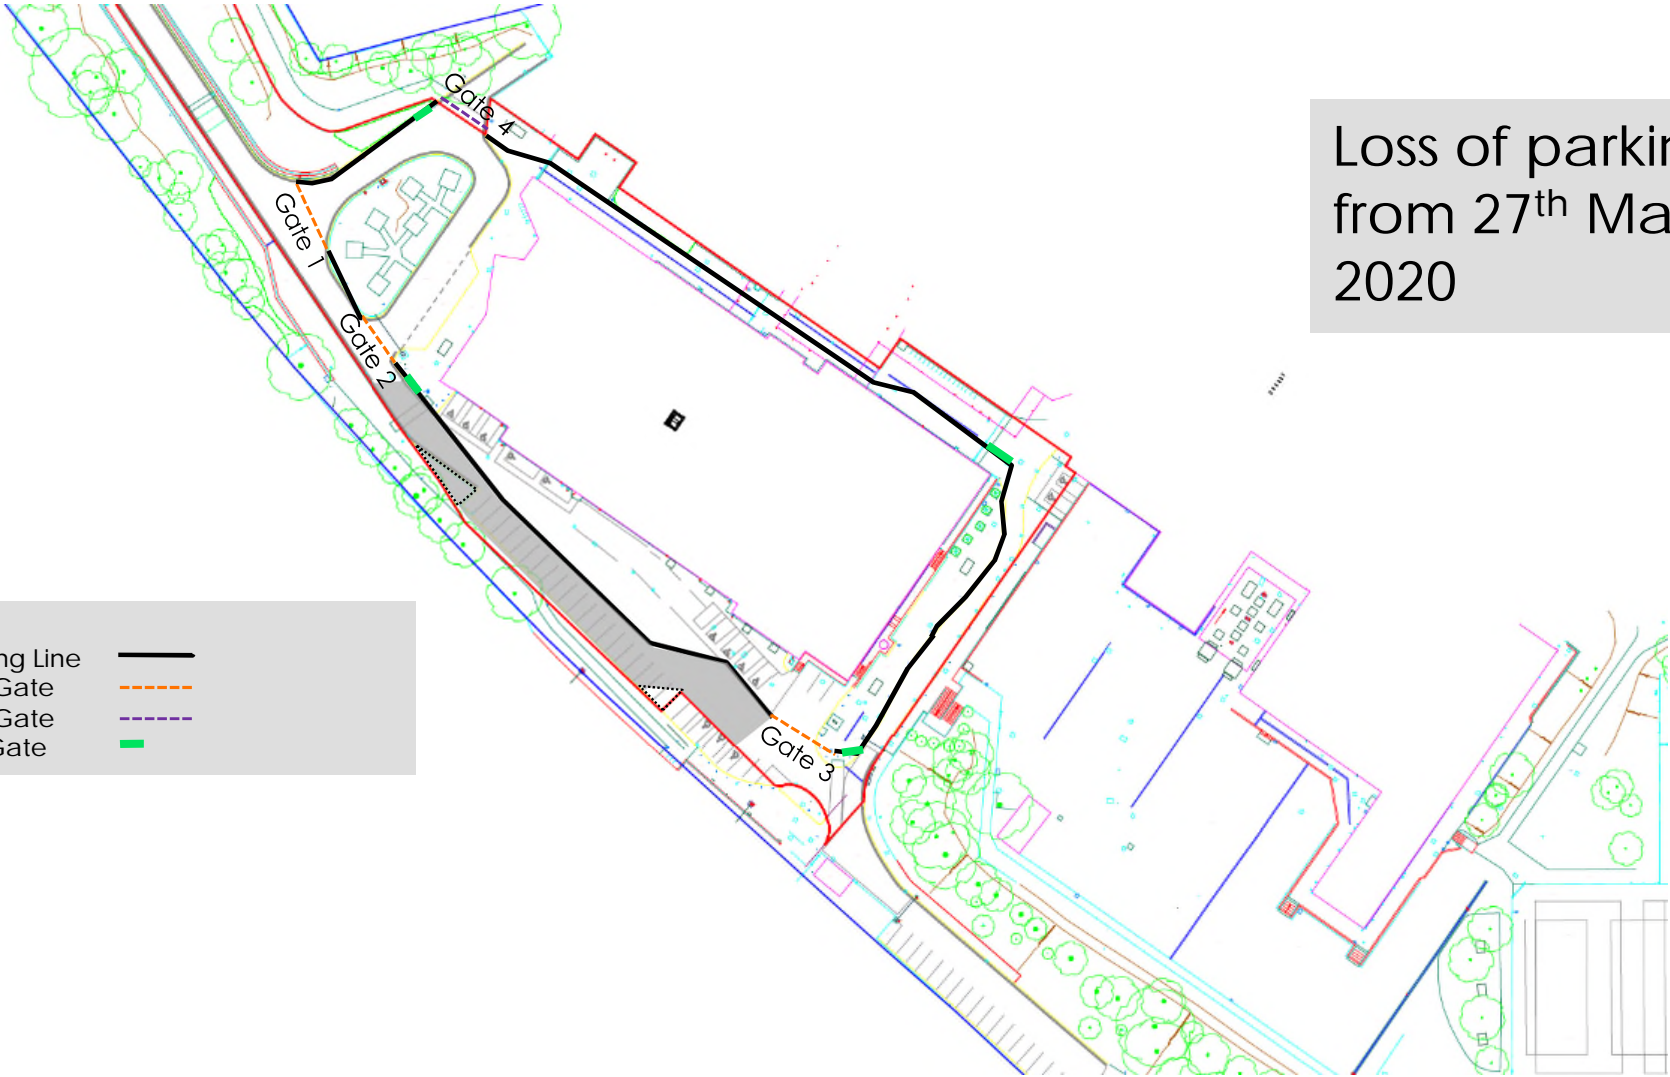 Gate 4
Loss of parkin
from 27th Ma
2020
Gate 1
Gate 2
ng Line
Gate
Gate
Gate
Gate 3